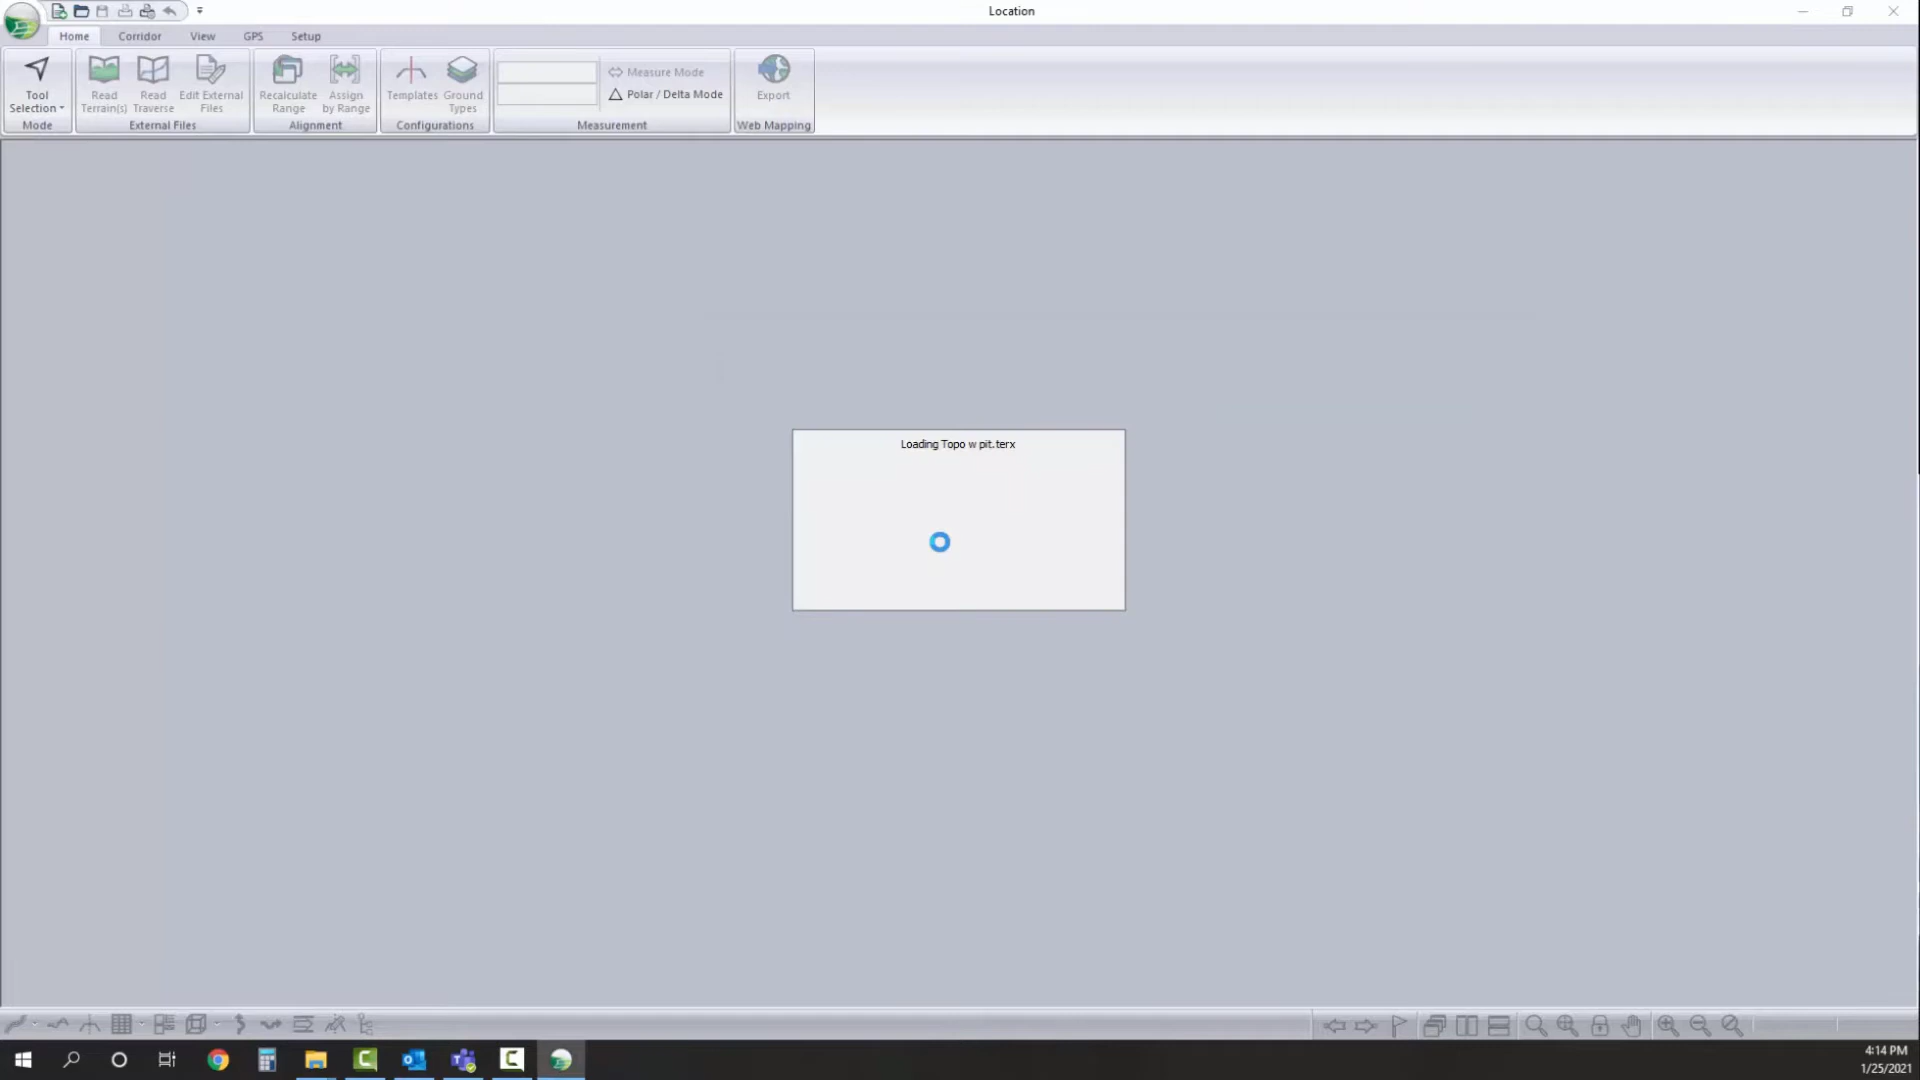 Location
Home Corridor View GPS Setup
Tool Selection
Read Terrain(s)
Read Traverse
Edit External Files
Recalculate Range
Assign by Range
Templates
Ground Types
Measure Mode
Polar / Delta Mode
Export
Mode
External Files
Alignment
Configurations
Measurement
Web Mapping
Loading Topo w pit.terx
4:14 PM
1/25/2021